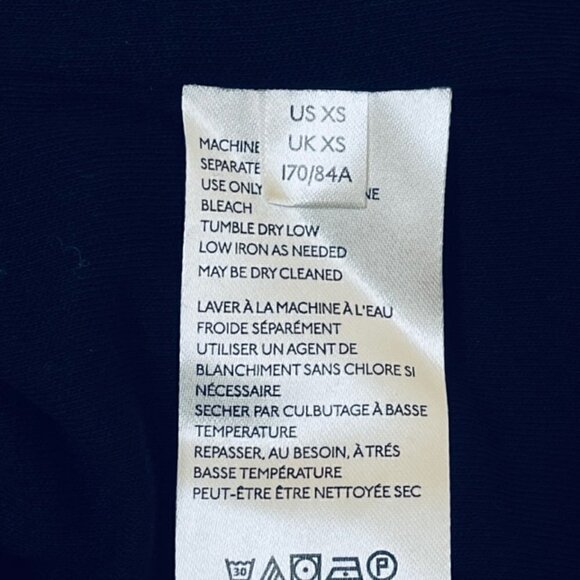 US XS
UK XS
170/84A
MACHINE
SEPARATE
USE ONLY NE
BLEACH
TUMBLE DRY LOW
LOW IRON AS NEEDED
MAY BE DRY CLEANED
LAVER À LA MACHINE À L'EAU
FROIDE SÉPARÉMENT
UTILISER UN AGENT DE
BLANCHIMENT SANS CHLORE SI
NÉCESSAIRE
SECHER PAR CULBUTAGE À BASSE
TEMPERATURE
REPASSER, AU BESOIN, À TRÉS
BASSE TEMPÉRATURE
PEUT-ÊTRE ÊTRE NETTOYÉE SEC
30 P